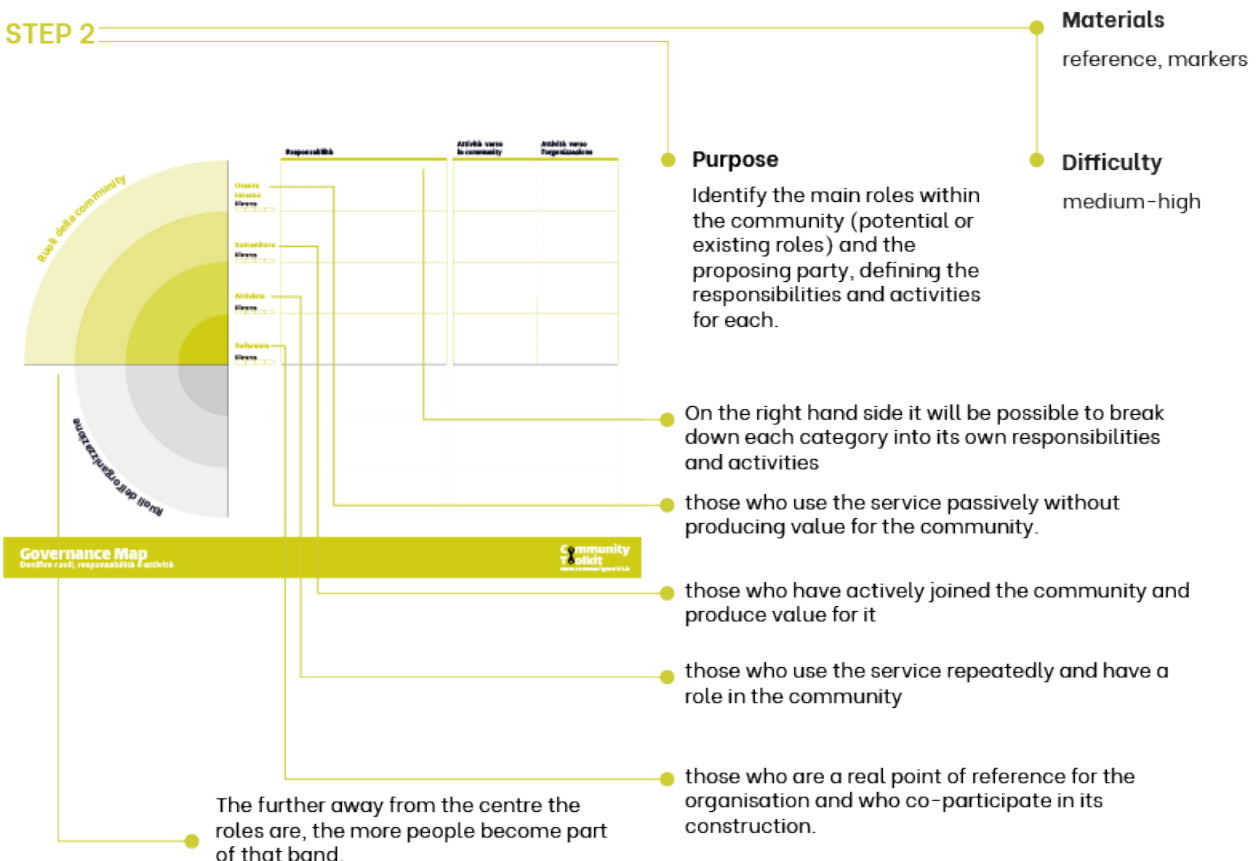 STEP 2
Materials
reference, markers
Difficulty
medium-high
Purpose
Identify the main roles within
the community (potential or
existing roles) and the
proposing party, defining the
responsibilities and activities
for each.
Responsabilità
Attività verso
la community
Attività verso
l'organizzazione
Ruoli della community
Utente
Interno
Sostenitore
Attivista
Referente
Ruoli dell'organizzazione
On the right hand side it will be possible to break
down each category into its own responsibilities
and activities
those who use the service passively without
producing value for the community.
Governance Map
Definire ruoli, responsabilità e attività
Community
Toolkit
those who have actively joined the community and
produce value for it
those who use the service repeatedly and have a
role in the community
those who are a real point of reference for the
organisation and who co-participate in its
construction.
The further away from the centre the
roles are, the more people become part
of that band.